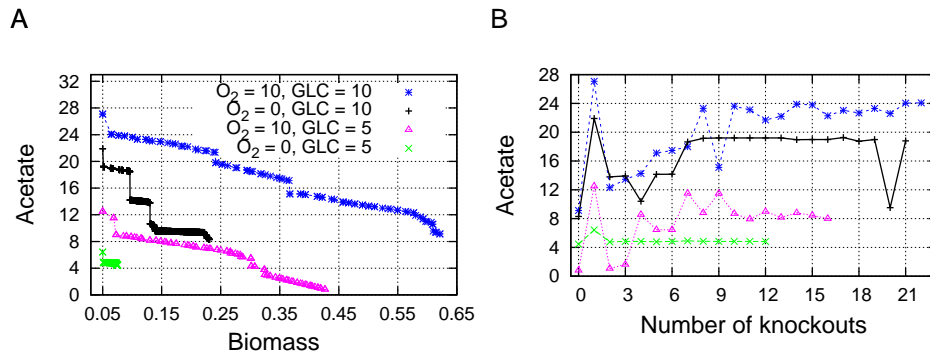 A
B
Acetate
32
28
24
20
16
12
8
4
0
O2 = 10, GLC = 10
O2 = 0, GLC = 10
O2 = 10, GLC = 5
O2 = 0, GLC = 5
0.05 0.15 0.25 0.35 0.45 0.55 0.65
Biomass
Acetate
28
24
20
16
12
8
4
0
0 3 6 9 12 15 18 21
Number of knockouts